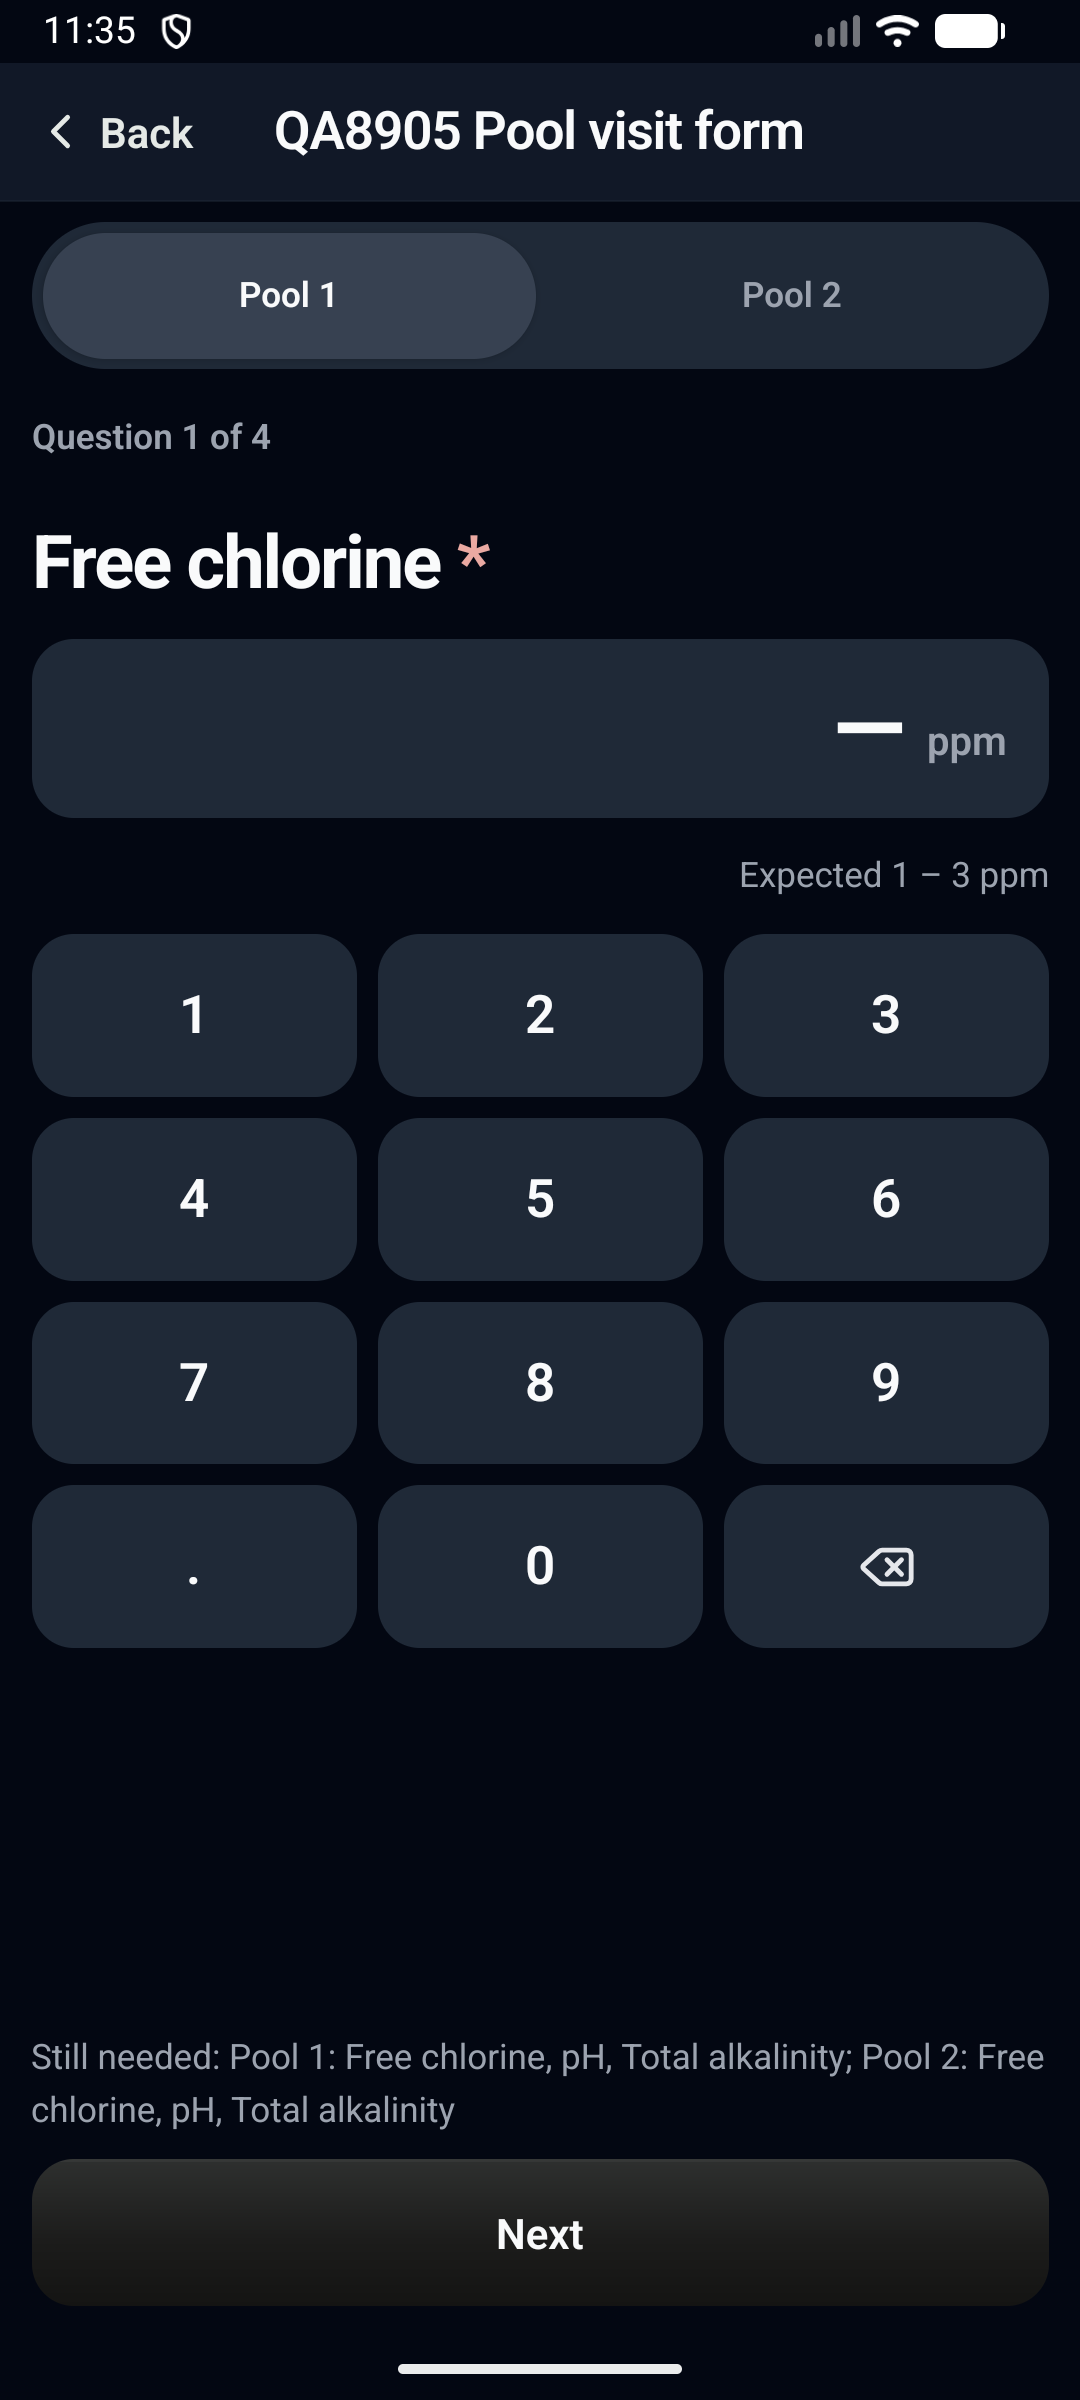 11:35
Back
QA8905 Pool visit form
Pool 1
Pool 2
Question 1 of 4
Free chlorine *
— ppm
Expected 1 – 3 ppm
1 2 3
4 5 6
7 8 9
. 0
Still needed: Pool 1: Free chlorine, pH, Total alkalinity; Pool 2: Free
chlorine, pH, Total alkalinity
Next